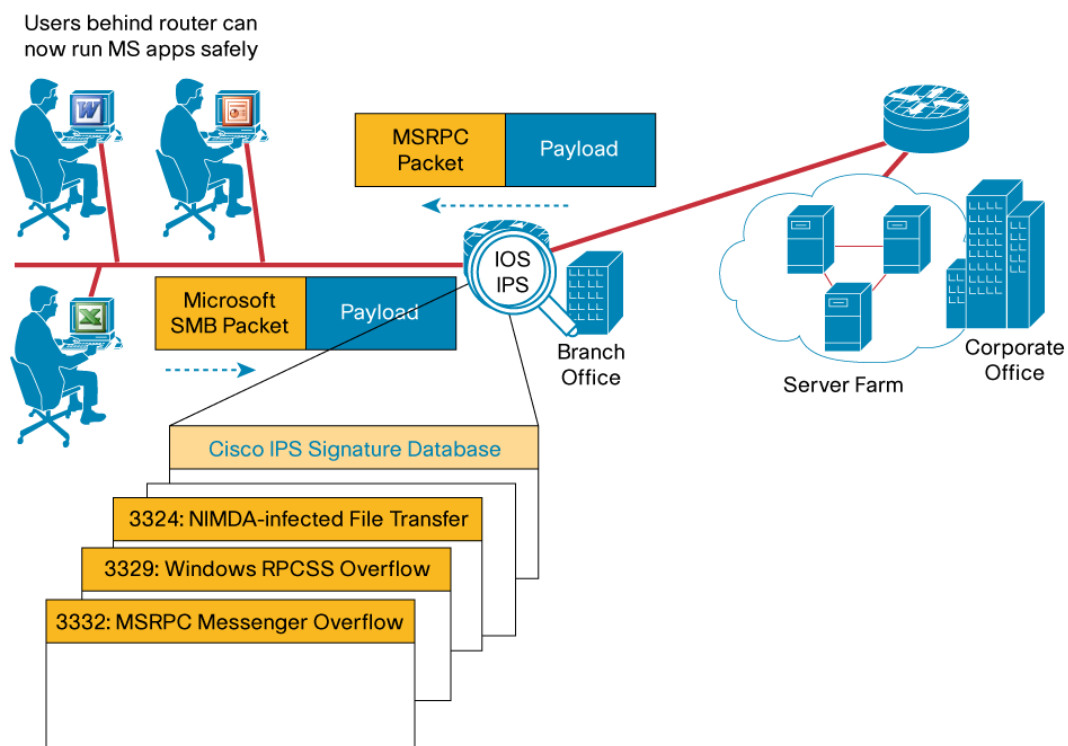 Users behind router can
now run MS apps safely
W
MSRPC
Packet
Payload
IOS
IPS
Microsoft
SMB Packet
Payload
X
Branch
Office
Server Farm
Corporate
Office
Cisco IPS Signature Database
3324: NIMDA-infected File Transfer
3329: Windows RPCSS Overflow
3332: MSRPC Messenger Overflow